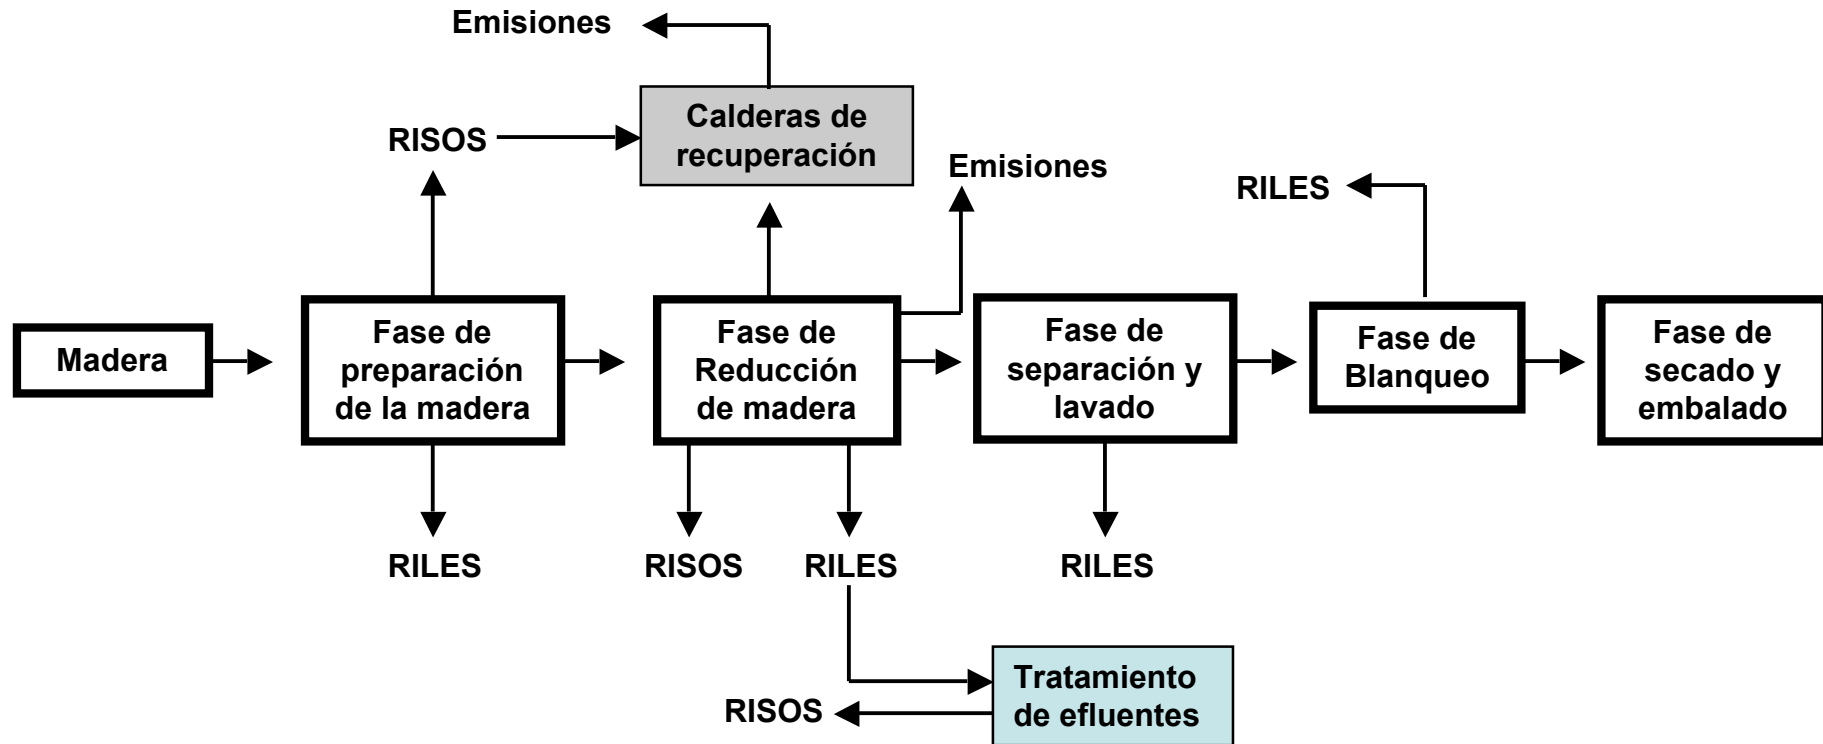 Emisiones
Calderas de
recuperación
RISOS
Emisiones
RILES
Madera
Fase de
preparación
de la madera
Fase de
Reducción
de madera
Fase de
separación y
lavado
Fase de
Blanqueo
Fase de
secado y
embalado
RILES
RISOS
RILES
RILES
Tratamiento
de efluentes
RISOS